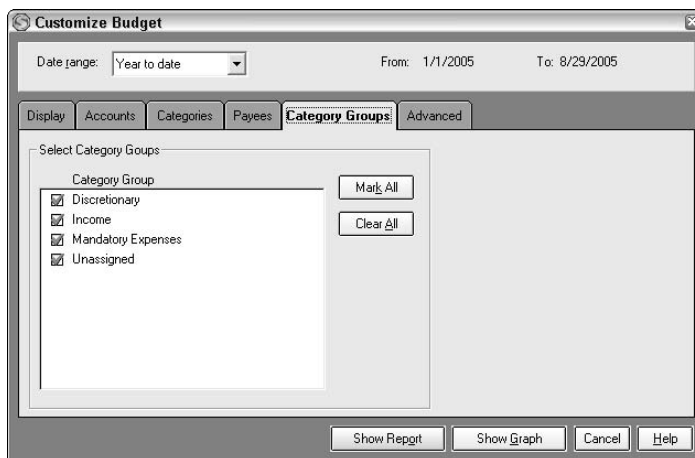 Customize Budget
Date range: Year to date From: 1/1/2005 To: 8/29/2005
Display Accounts Categories Payees Category Groups Advanced
Select Category Goups
Category Group
Mark All
Discretionary
Income
Clear All
Mandatory Expenses
Unassigned
Show Report Show Graph Cancel Help